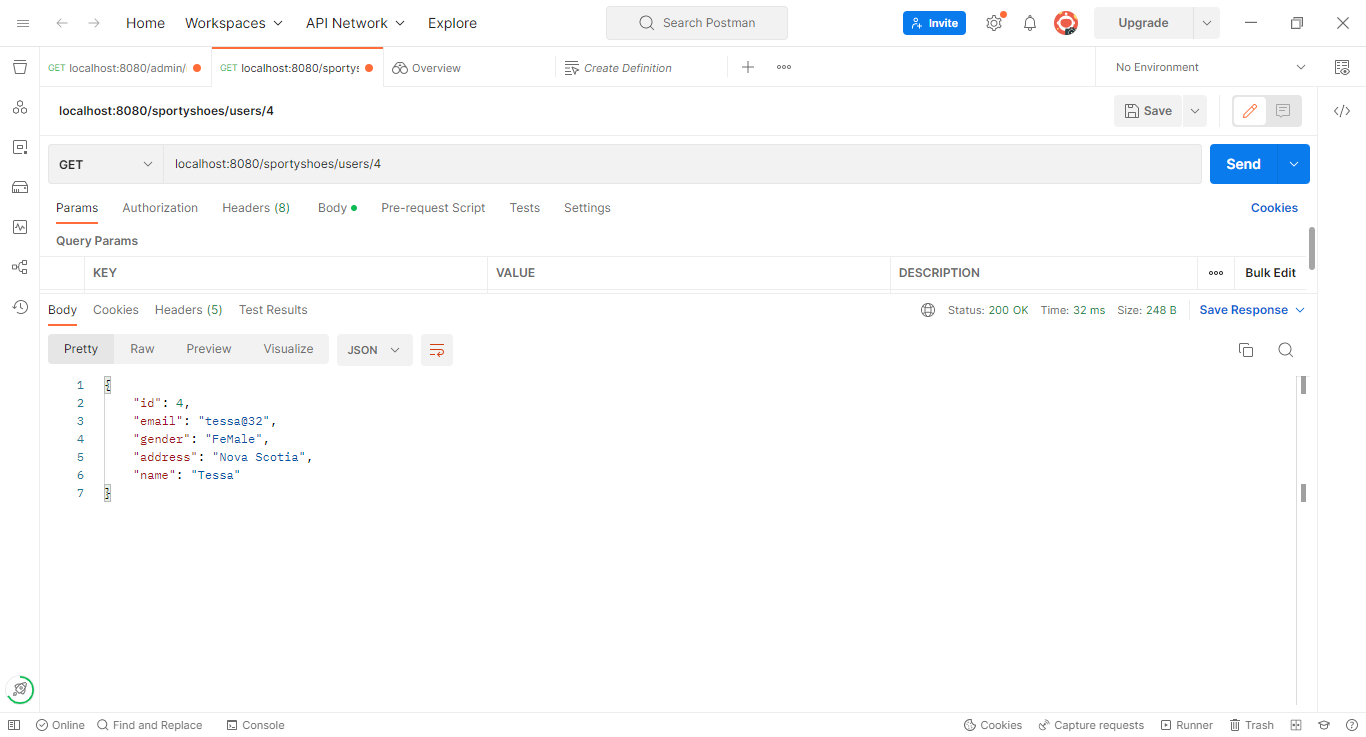 Home Workspaces API Network Explore Search Postman Invite Upgrade
GET localhost:8080/admin/ GET localhost:8080/sportys Overview Create Definition No Environment
localhost:8080/sportyshoes/users/4 Save
GET localhost:8080/sportyshoes/users/4 Send
Params Authorization Headers (8) Body Pre-request Script Tests Settings Cookies
Query Params
KEY VALUE DESCRIPTION Bulk Edit
Body Cookies Headers (5) Test Results Status: 200 OK Time: 32 ms Size: 248 B Save Response
Pretty Raw Preview Visualize JSON
1 {
2 "id": 4,
3 "email": "tessa@32",
4 "gender": "FeMale",
5 "address": "Nova Scotia",
6 "name": "Tessa"
7 }
Online Find and Replace Console Cookies Capture requests Runner Trash